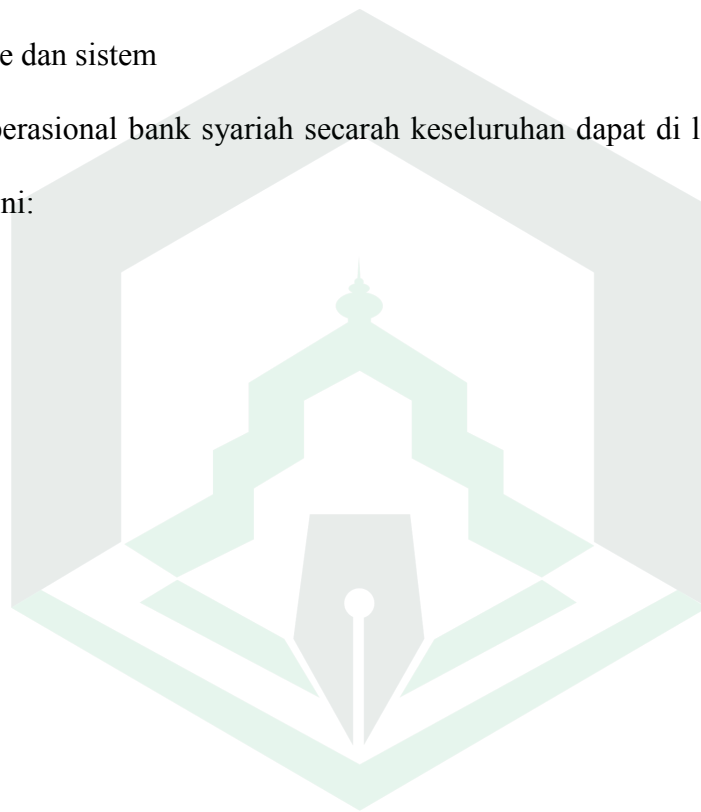 e dan sistem
perasional bank syariah secarah keseluruhan dapat di l
ni: